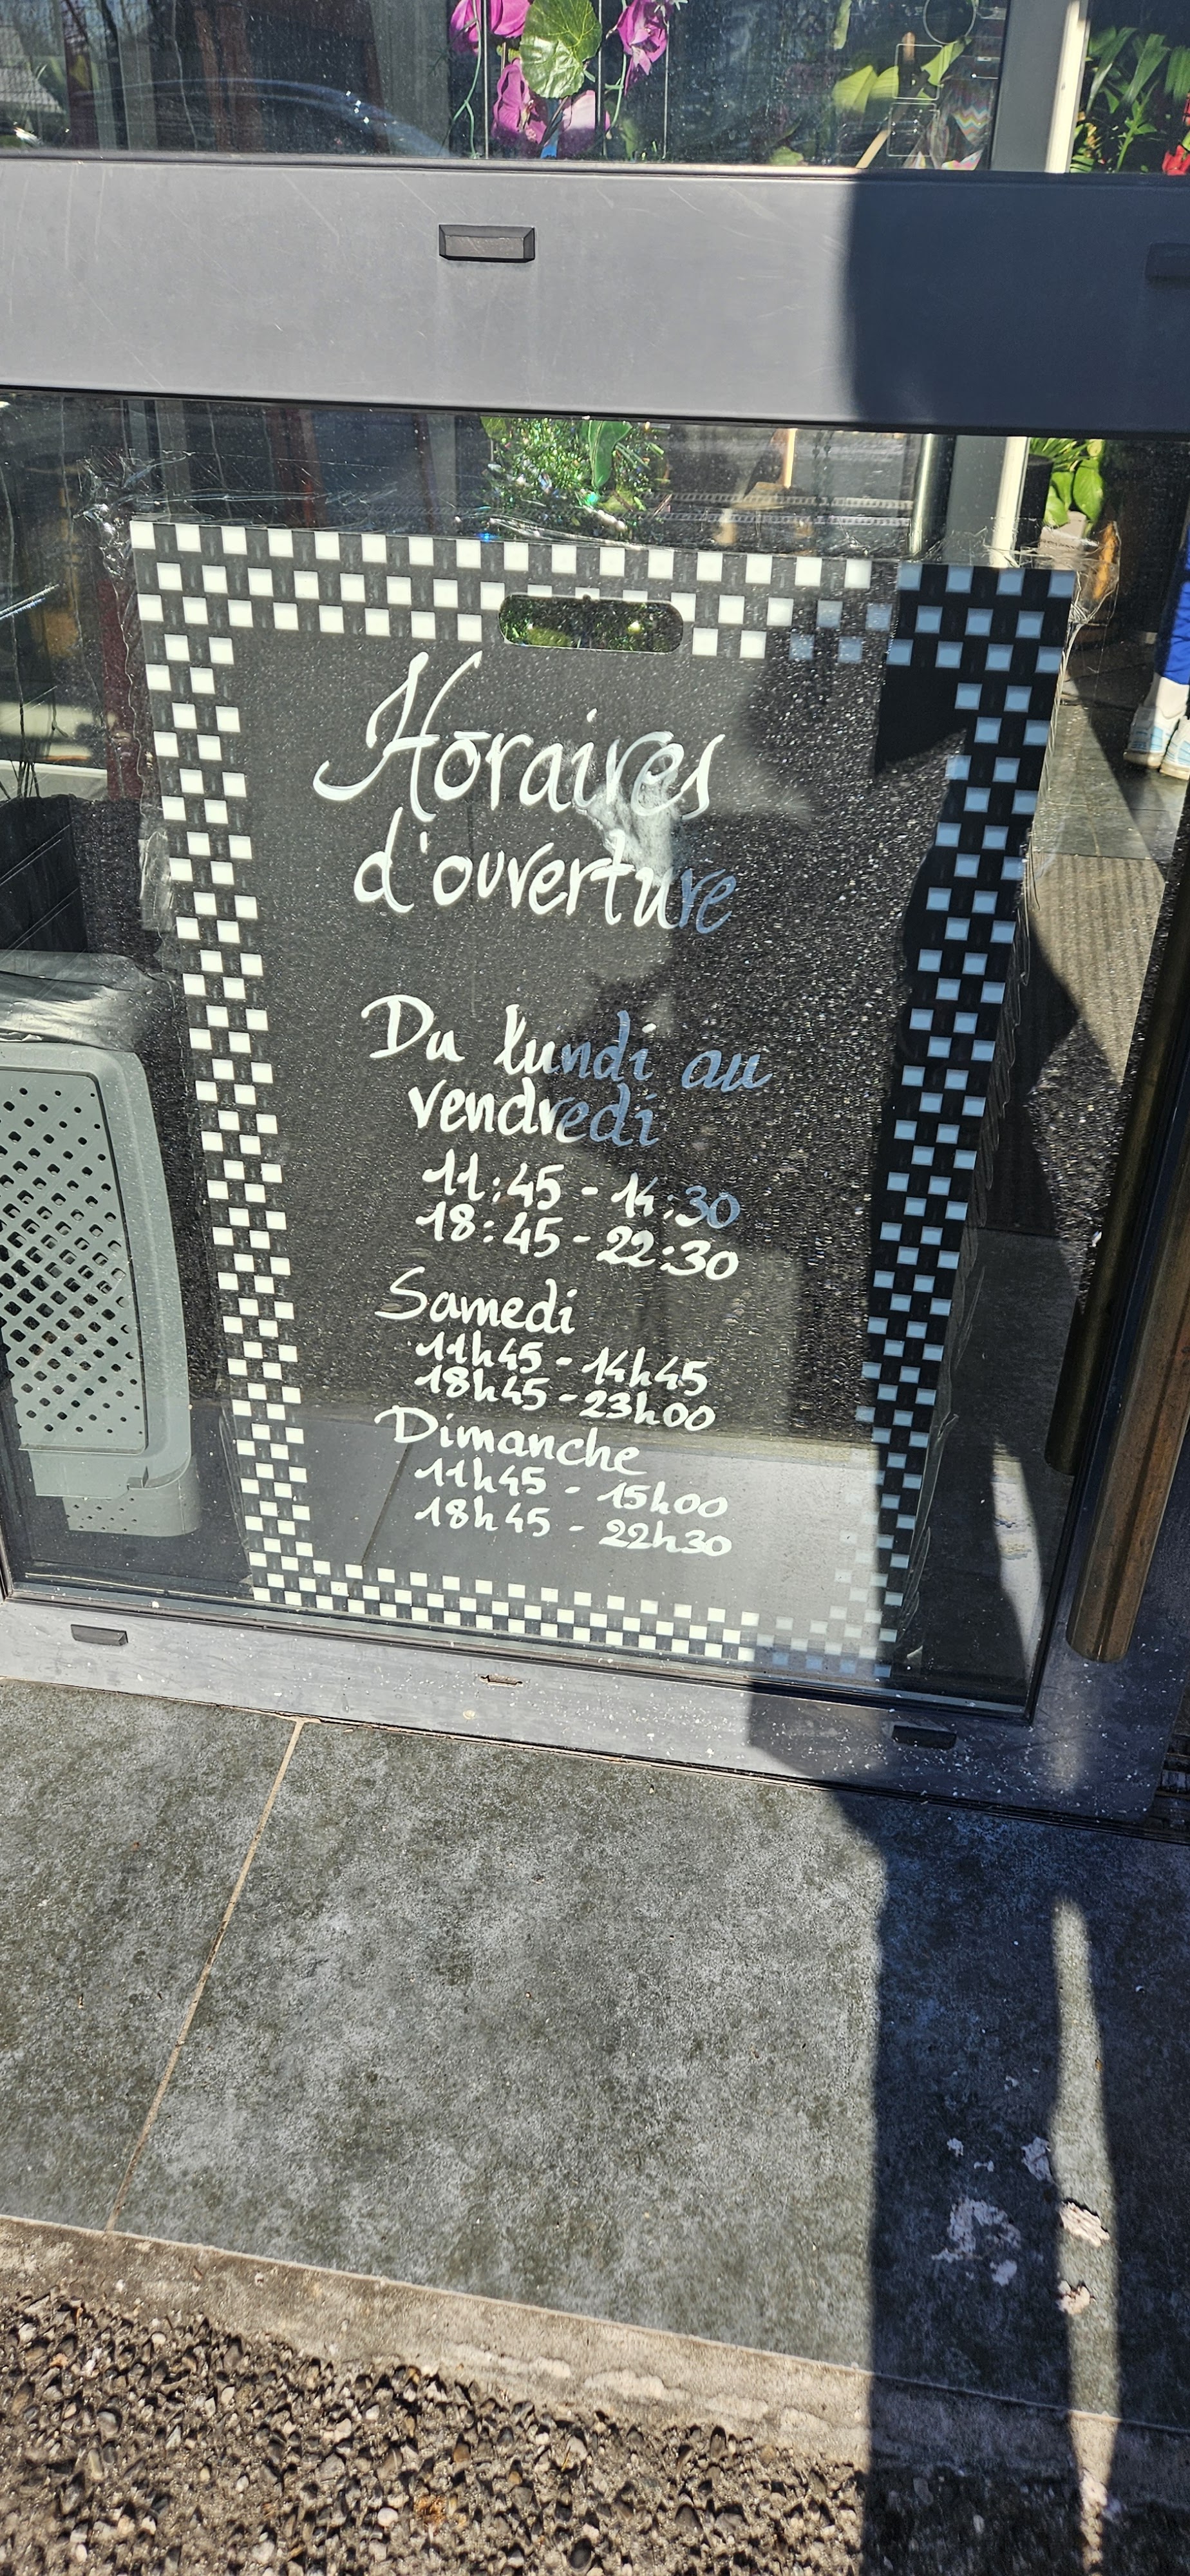 Horaires
d'ouverture
Du lundi au
vendredi
11:45 - 14:30
18:45 - 22:30
Samedi
11h45 - 14h45
18h45 - 23h00
Dimanche
11h45 - 15h00
18h45 - 22h30